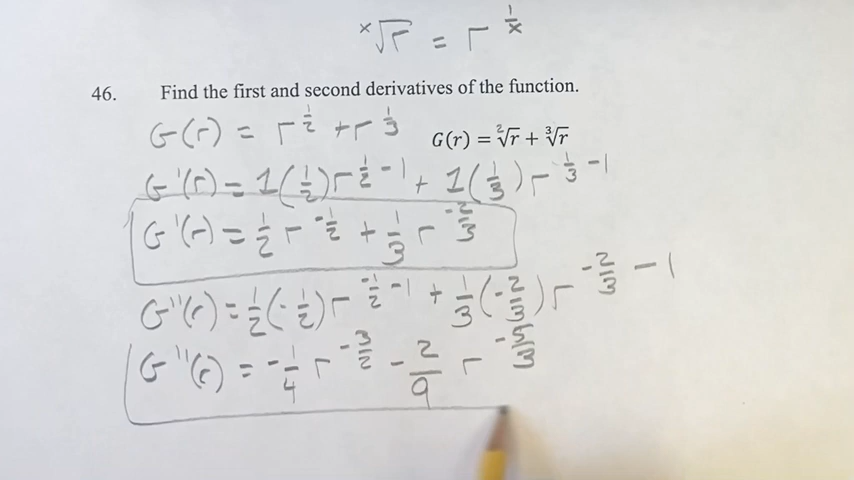 ˣ√r = r^(1/x)
46. Find the first and second derivatives of the function.
G(r) = r^(1/2) + r^(1/3)
G(r) = ²√r + ³√r
G'(r) = 1(1/2)r^(1/2 - 1) + 1(1/3)r^(1/3 - 1)
G'(r) = 1/2 r^(-1/2) + 1/3 r^(-2/3)
G''(r) = 1/2(-1/2)r^(-1/2 - 1) + 1/3(-2/3)r^(-2/3 - 1)
G''(r) = -1/4 r^(-3/2) - 2/9 r^(-5/3)